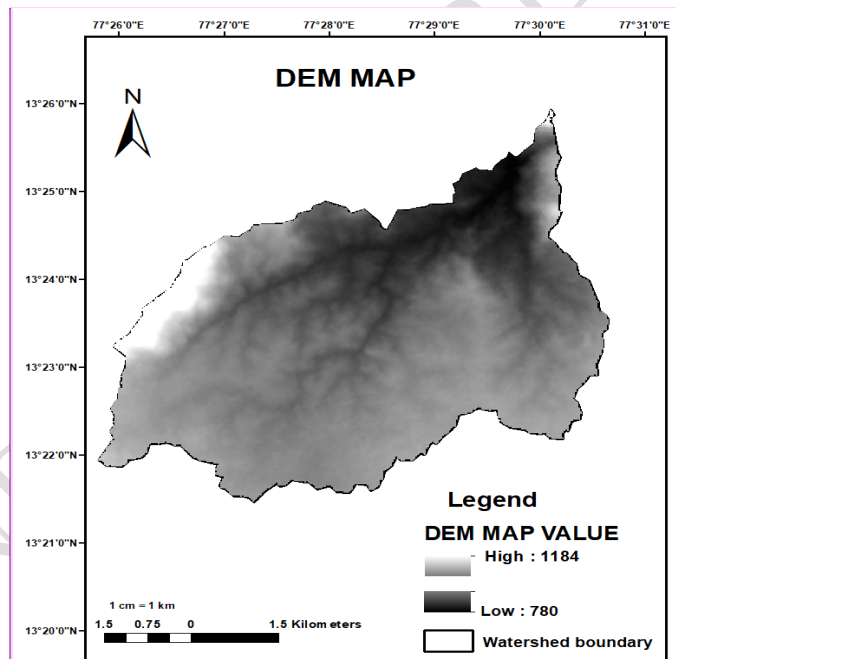 77°26'0"E 77°27'0"E 77°28'0"E 77°29'0"E 77°30'0"E 77°31'0"E
DEM MAP
N
13°26'0"N
13°25'0"N
13°24'0"N
13°23'0"N
13°22'0"N
13°21'0"N
13°20'0"N
Legend
DEM MAP VALUE
High : 1184
Low : 780
Watershed boundary
1 cm = 1 km
1.5 0.75 0 1.5 Kilometers